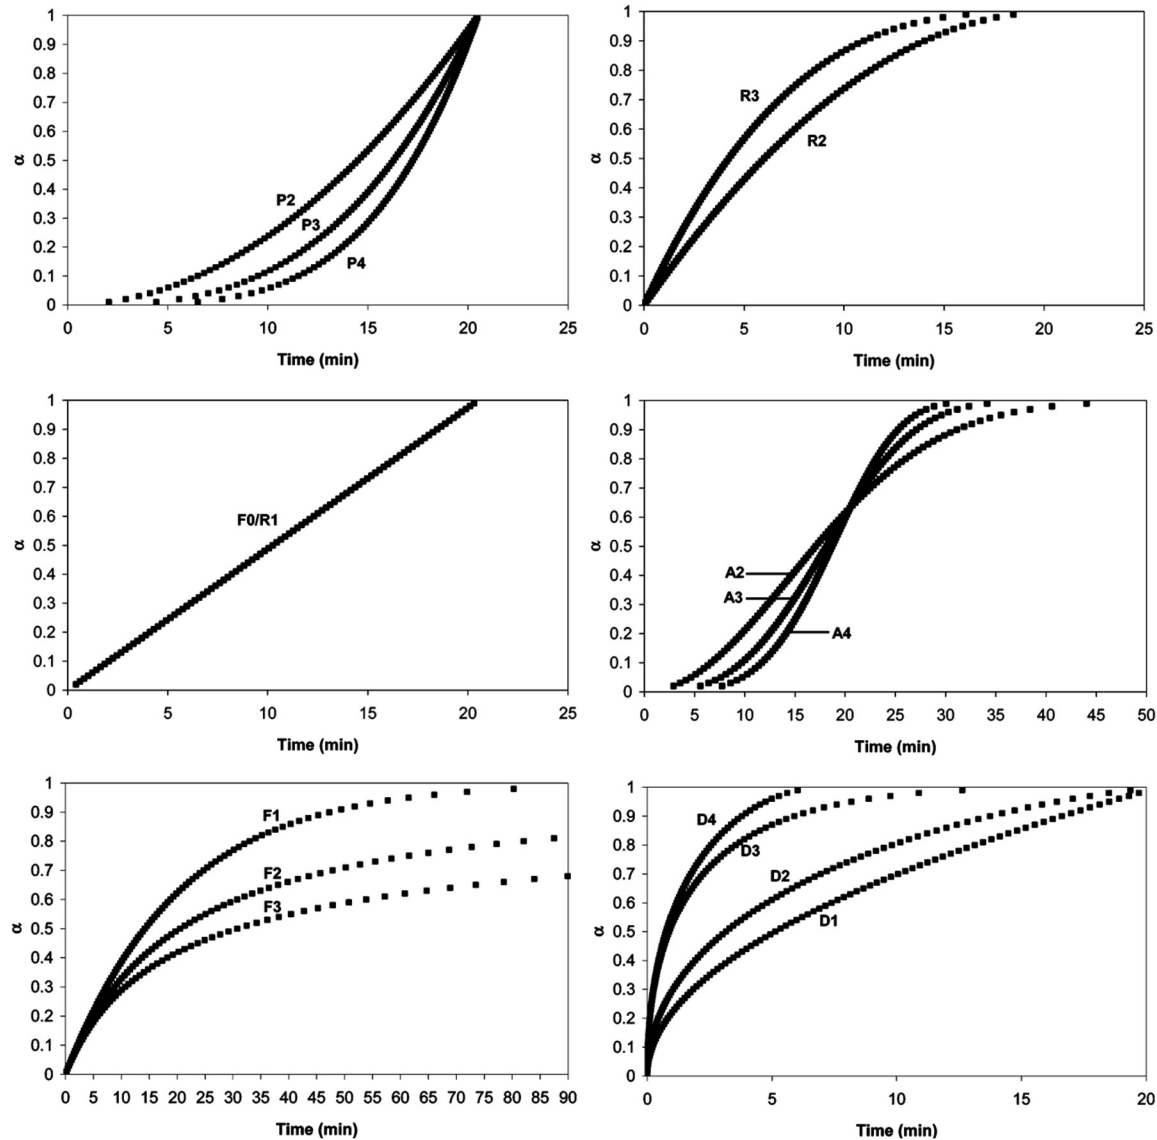 1
0.9
0.8
0.7
0.6
0.5
0.4
0.3
0.2
0.1
0
α
P2
P3
P4
0 5 10 15 20 25
Time (min)
1
0.9
0.8
0.7
0.6
0.5
0.4
0.3
0.2
0.1
0
α
R3
R2
0 5 10 15 20 25
Time (min)
1
0.9
0.8
0.7
0.6
0.5
0.4
0.3
0.2
0.1
0
α
F0/R1
0 5 10 15 20 25
Time (min)
1
0.9
0.8
0.7
0.6
0.5
0.4
0.3
0.2
0.1
0
α
A2
A3
A4
0 5 10 15 20 25 30 35 40 45 50
Time (min)
1
0.9
0.8
0.7
0.6
0.5
0.4
0.3
0.2
0.1
0
α
F1
F2
F3
0 5 10 15 20 25 30 35 40 45 50 55 60 65 70 75 80 85 90
Time (min)
1
0.9
0.8
0.7
0.6
0.5
0.4
0.3
0.2
0.1
0
α
D4
D3
D2
D1
0 5 10 15 20
Time (min)